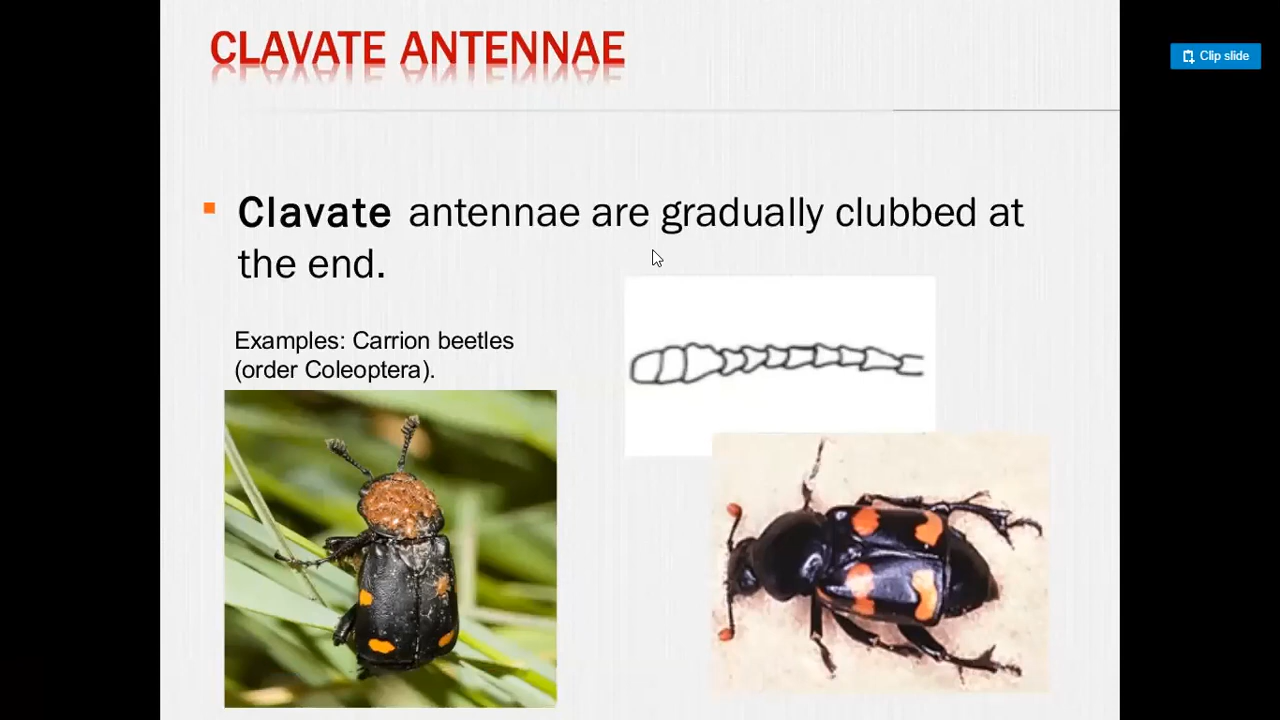 CLAVATE ANTENNAE
Clip slide
Clavate antennae are gradually clubbed at
the end.
Examples: Carrion beetles
(order Coleoptera).